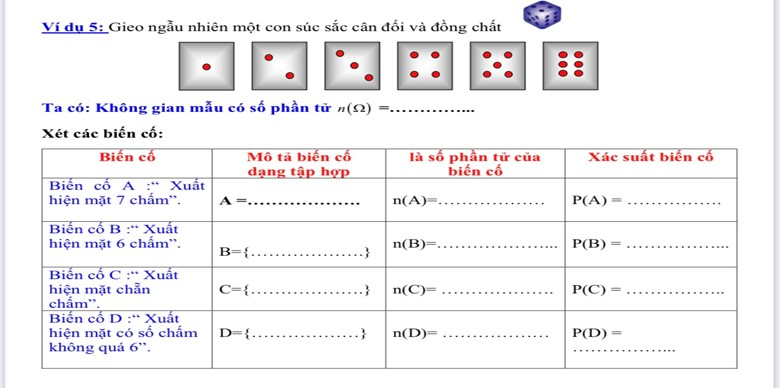 Ví dụ 5: Gieo ngẫu nhiên một con súc sắc cân đối và đồng chất
Ta có: Không gian mẫu có số phần tử n(Ω) =…………...
Xét các biến cố:
Biến cố
Mô tả biến cố
dạng tập hợp
là số phần tử của
biến cố
Xác suất biến cố
Biến cố A :“ Xuất
hiện mặt 7 chấm”.
A =………………..
n(A)=………………
P(A) = ……………
Biến cố B :“ Xuất
hiện mặt 6 chấm”.
B={………………..}
n(B)=………………...
P(B) = ……………...
Biến cố C :“ Xuất
hiện mặt chẵn
chấm”.
C={………………..}
n(C)= ………………..
P(C) = ……………..
Biến cố D :“ Xuất
hiện mặt có số chấm
không quá 6”.
D={……………… }
n(D)= ………………
P(D) =
……………...